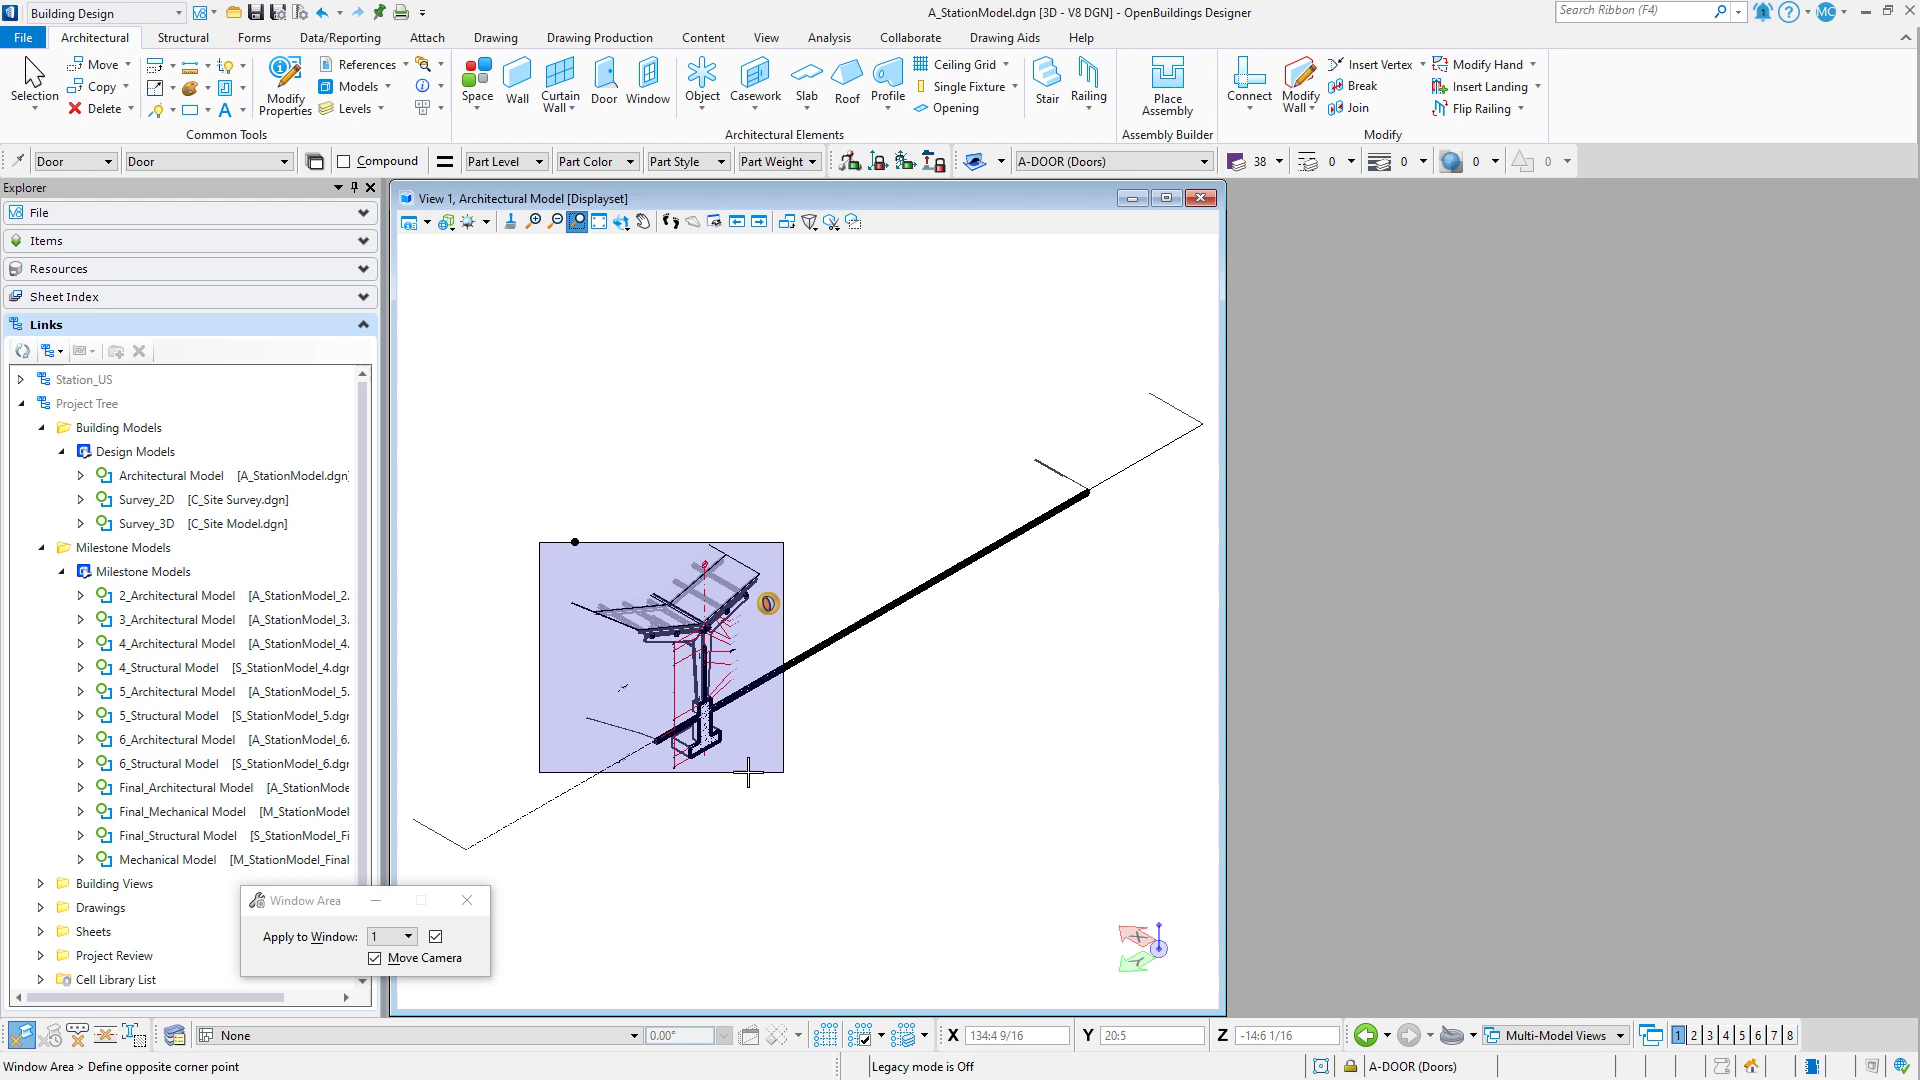 Building Design
A_StationModel.dgn [3D - V8 DGN] - OpenBuildings Designer
Search Ribbon (F4)
MC
File
Architectural
Structural
Forms
Data/Reporting
Attach
Drawing
Drawing Production
Content
View
Analysis
Collaborate
Drawing Aids
Help
Selection
Move
Copy
Delete
Modify
Properties
References
Models
Levels
Common Tools
Space
Wall
Curtain
Wall
Door
Window
Object
Casework
Slab
Roof
Profile
Ceiling Grid
Single Fixture
Opening
Stair
Railing
Architectural Elements
Place
Assembly
Assembly Builder
Connect
Modify
Wall
Insert Vertex
Break
Join
Modify Hand
Insert Landing
Flip Railing
Modify
Door
Door
Compound
Part Level
Part Color
Part Style
Part Weight
A-DOOR (Doors)
38
0
0
0
0
Explorer
File
Items
Resources
Sheet Index
Links
Station_US
Project Tree
Building Models
Design Models
Architectural Model [A_StationModel.dgn]
Survey_2D [C_Site Survey.dgn]
Survey_3D [C_Site Model.dgn]
Milestone Models
Milestone Models
2_Architectural Model [A_StationModel_2.
3_Architectural Model [A_StationModel_3.
4_Architectural Model [A_StationModel_4.
4_Structural Model [S_StationModel_4.dgr
5_Architectural Model [A_StationModel_5.
5_Structural Model [S_StationModel_5.dgr
6_Architectural Model [A_StationModel_6.
6_Structural Model [S_StationModel_6.dgr
Final_Architectural Model [A_StationMode
Final_Mechanical Model [M_StationModel
Final_Structural Model [S_StationModel_Fi
Mechanical Model [M_StationModel_Final
Building Views
Drawings
Sheets
Project Review
Cell Library List
View 1, Architectural Model [Displayset]
Window Area
Apply to Window: 1
Move Camera
None
0.00°
X 134:4 9/16
Y 20:5
Z -14:6 1/16
Multi-Model Views
1 2 3 4 5 6 7 8
Window Area > Define opposite corner point
Legacy mode is Off
A-DOOR (Doors)